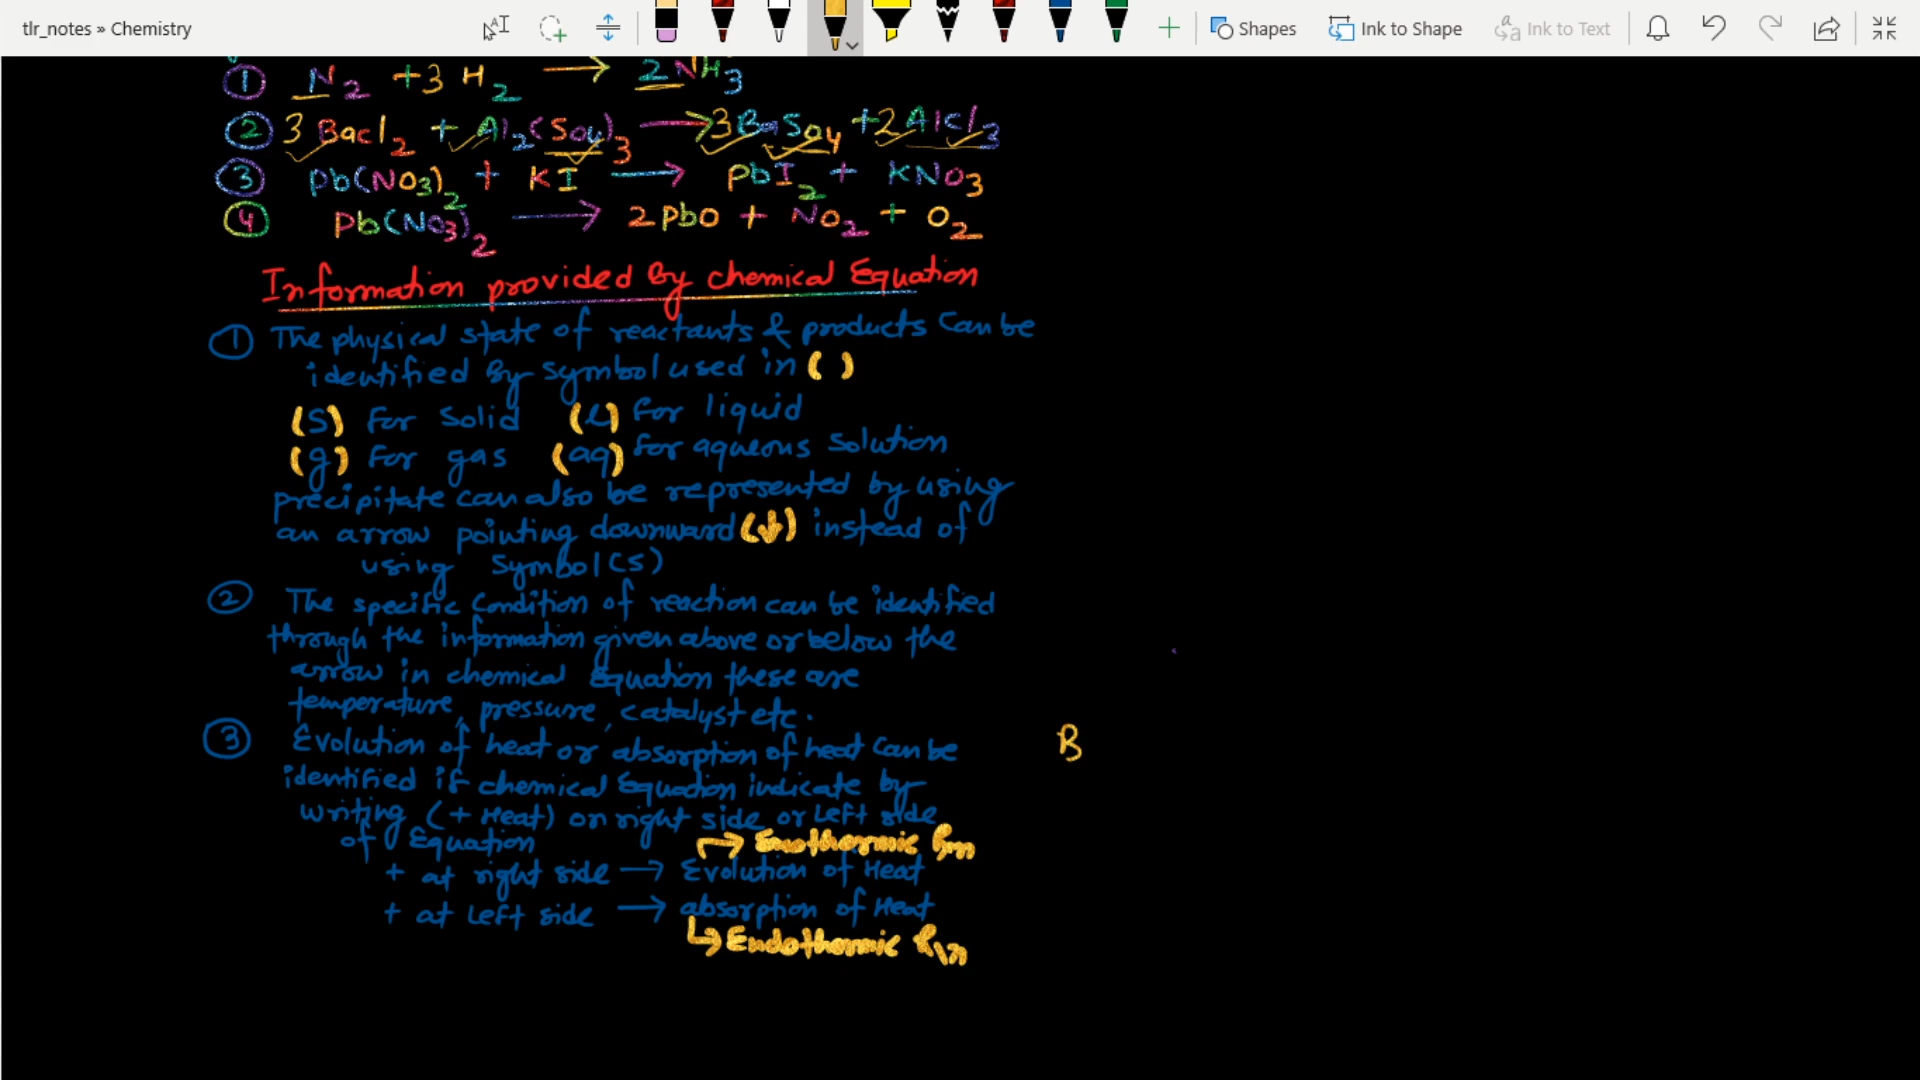 tlr_notes » Chemistry
Shapes
Ink to Shape
Ink to Text
① N2 +3 H2 → 2NH3
② 3 Bacl2 + Al2(So4)3 → 3BaSo4 +2AlCl3
③ Pb(NO3)2 + KI → PbI2 + KNO3
④ Pb(NO3)2 → 2PbO + NO2 + O2
Information provided by chemical Equation
① The physical state of reactants & products Can be
identified By symbol used in ( )
(S) for Solid (l) for liquid
(g) for gas (aq) for aqueous solution
precipitate can also be represented by using
an arrow pointing downward (↓) instead of
using symbol (s)
② The specific Condition of reaction can be identified
through the information given above or below the
arrow in chemical Equation these are
temperature, pressure, catalyst etc.
③ Evolution of heat or absorption of heat Can be
identified if chemical Equation indicate by
writing (+ Heat) on right side or Left side
of Equation
Rxn
+ at right side → Evolution of Heat
+ at Left side → absorption of Heat
↳ Endothermic Rxn
B